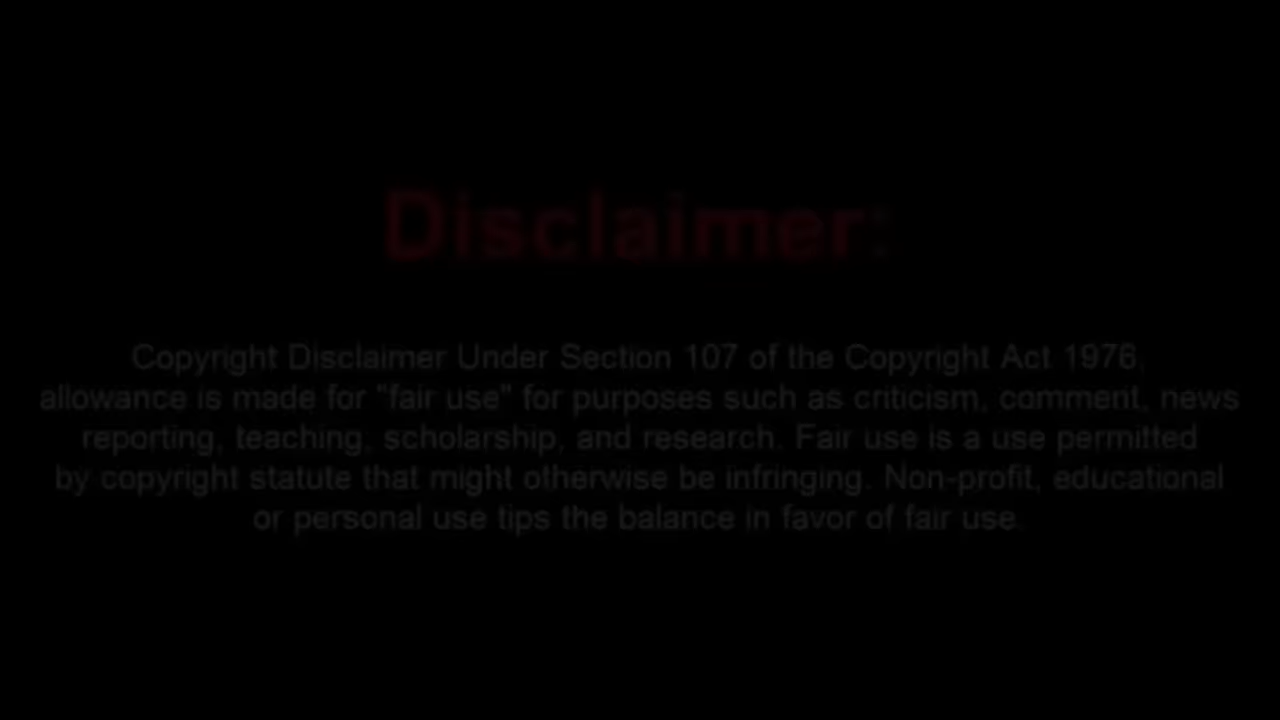 Disclaimer:
Copyright Disclaimer Under Section 107 of the Copyright Act 1976,
allowance is made for "fair use" for purposes such as criticism, comment, news
reporting, teaching, scholarship, and research. Fair use is a use permitted
by copyright statute that might otherwise be infringing. Non-profit, educational
or personal use tips the balance in favor of fair use.